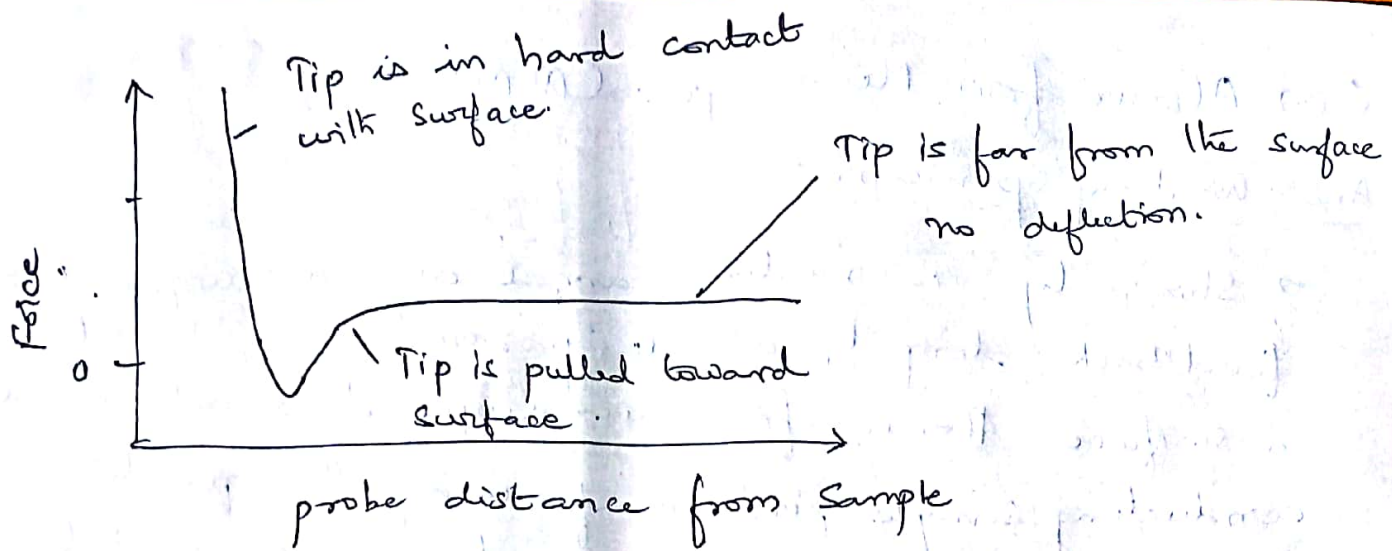 Tip is in hard contact
with surface.
Tip is far from the surface
no deflection.
Force
0
Tip is pulled toward
surface.
probe distance from sample